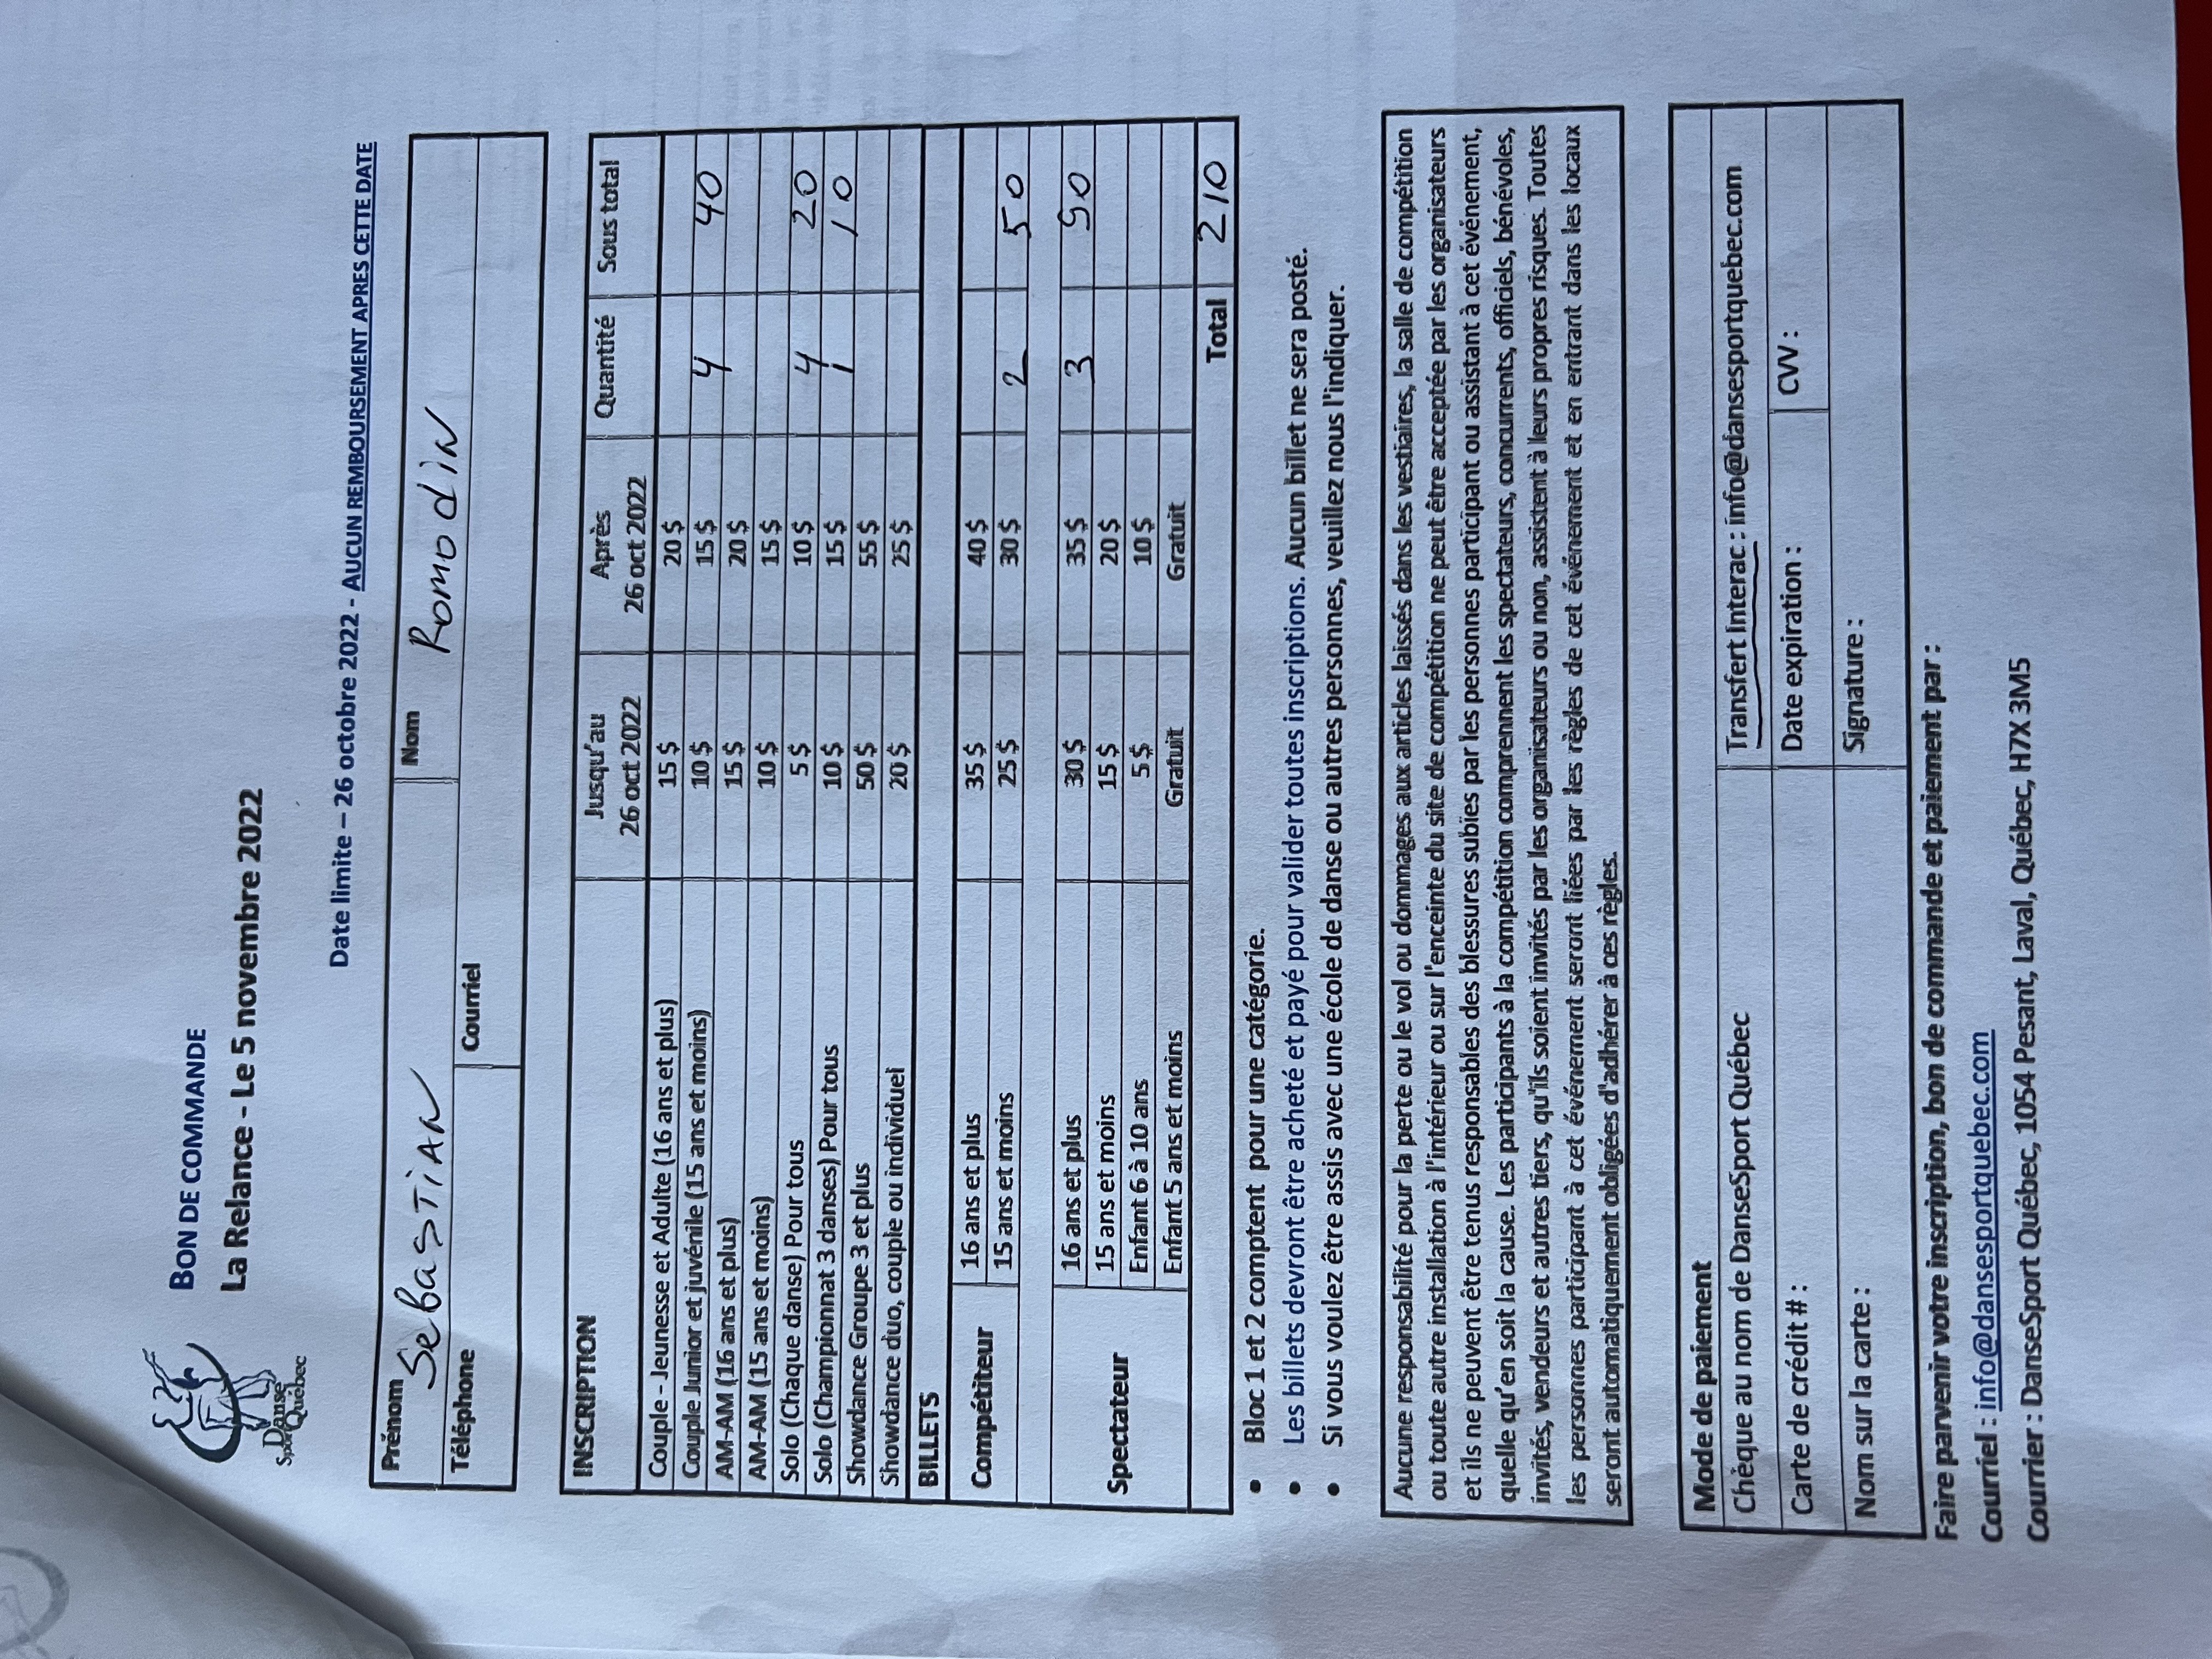 Danse
Sport Québec
BON DE COMMANDE
La Relance - Le 5 novembre 2022
Date limite – 26 octobre 2022 - AUCUN REMBOURSEMENT APRES CETTE DATE
Prénom SebasTiAN Nom RomodiN
Téléphone Courriel
INSCRIPTION Jusqu'au 26 oct 2022 Après 26 oct 2022 Quantité Sous total
Couple - Jeunesse et Adulte (16 ans et plus) 15 $ 20 $
Couple Junior et juvénile (15 ans et moins) 10 $ 15 $ 4 40
AM-AM (16 ans et plus) 15 $ 20 $
AM-AM (15 ans et moins) 10 $ 15 $
Solo (Chaque danse) Pour tous 5 $ 10 $ 4 20
Solo (Championnat 3 danses) Pour tous 10 $ 15 $ 1 10
Showdance Groupe 3 et plus 50 $ 55 $
Showdance duo, couple ou individuel 20 $ 25 $
BILLETS
Compétiteur 16 ans et plus 35 $ 40 $
15 ans et moins 25 $ 30 $ 2 50
Spectateur 16 ans et plus 30 $ 35 $ 3 90
15 ans et moins 15 $ 20 $
Enfant 6 à 10 ans 5 $ 10 $
Enfant 5 ans et moins Gratuit Gratuit
Total 210
• Bloc 1 et 2 comptent pour une catégorie.
• Les billets devront être acheté et payé pour valider toutes inscriptions. Aucun billet ne sera posté.
• Si vous voulez être assis avec une école de danse ou autres personnes, veuillez nous l'indiquer.
Aucune responsabilité pour la perte ou le vol ou dommages aux articles laissés dans les vestiaires, la salle de compétition
ou toute autre installation à l'intérieur ou sur l'enceinte du site de compétition ne peut être acceptée par les organisateurs
et ils ne peuvent être tenus responsables des blessures subies par les personnes participant ou assistant à cet événement,
quelle qu'en soit la cause. Les participants à la compétition comprennent les spectateurs, concurrents, officiels, bénévoles,
invités, vendeurs et autres tiers, qu'ils soient invités par les organisateurs ou non, assistent à leurs propres risques. Toutes
les personnes participant à cet événement seront liées par les règles de cet événement et en entrant dans les locaux
seront automatiquement obligées d'adhérer à ces règles.
Mode de paiement
Chèque au nom de DanseSport Québec Transfert Interac : info@dansesportquebec.com
Carte de crédit # : Date expiration : CVV :
Nom sur la carte : Signature :
Faire parvenir votre inscription, bon de commande et paiement par :
Courriel : info@dansesportquebec.com
Courrier : DanseSport Québec, 1054 Pesant, Laval, Québec, H7X 3M5